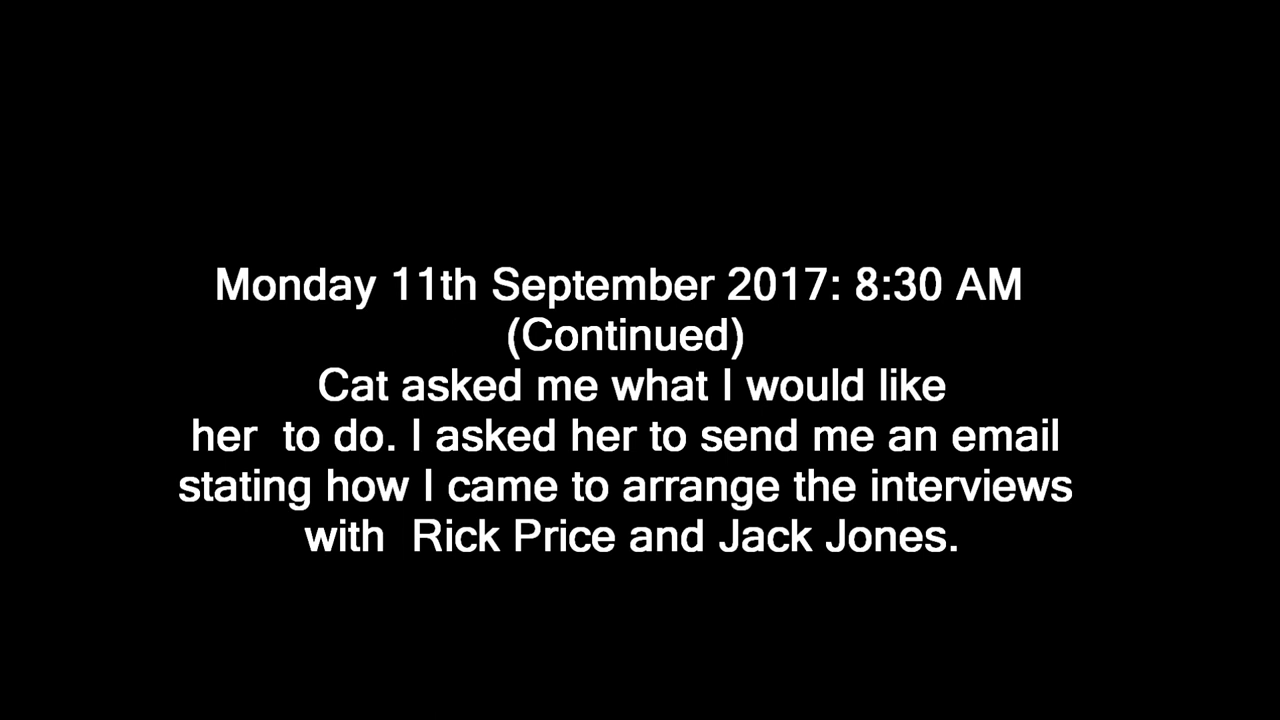 Monday 11th September 2017: 8:30 AM
(Continued)
Cat asked me what I would like
her  to do. I asked her to send me an email
stating how I came to arrange the interviews
with  Rick Price and Jack Jones.